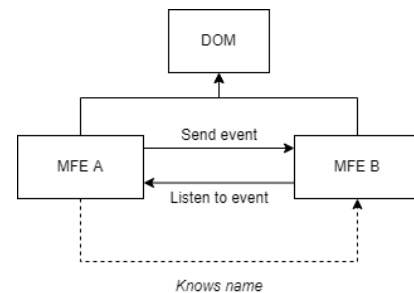 DOM
Send event
MFE A
MFE B
Listen to event
Knows name